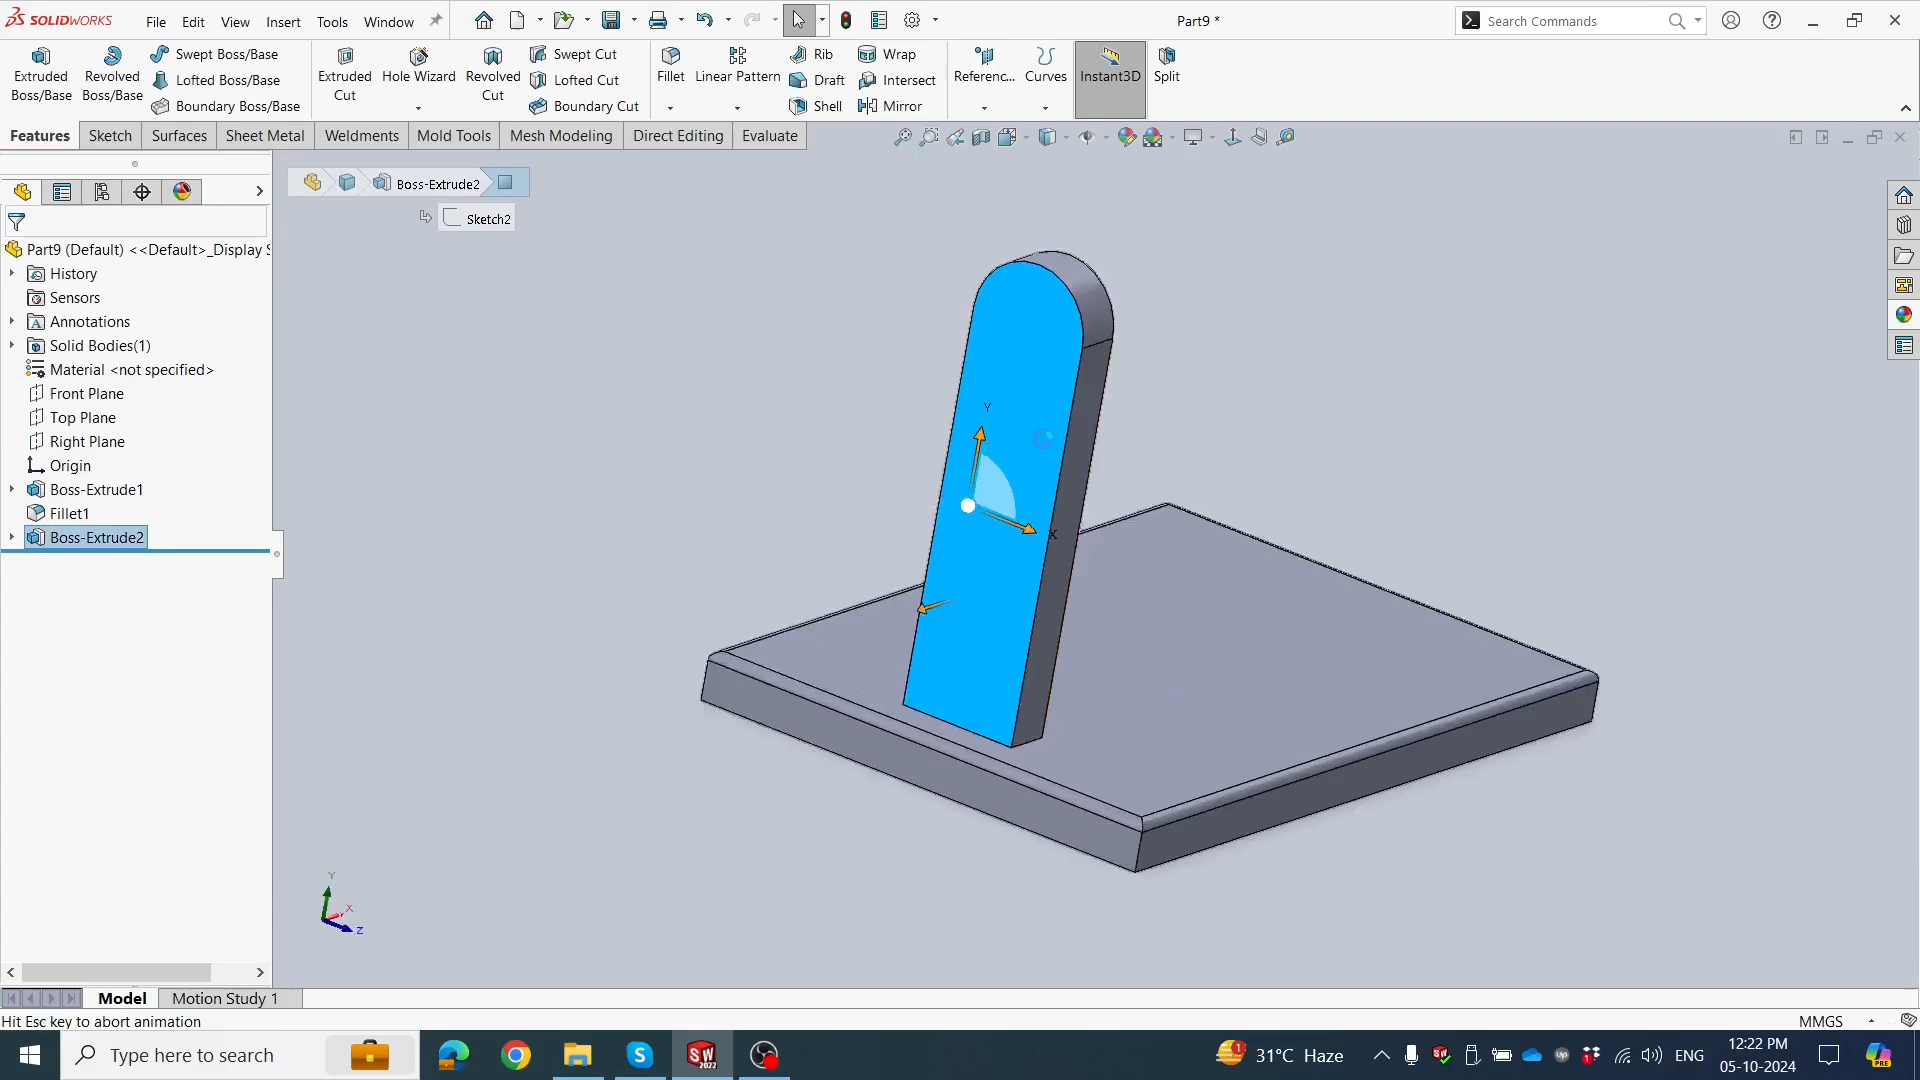 SOLIDWORKS
File Edit View Insert Tools Window
Part9 *
Search Commands
Extruded Boss/Base
Revolved Boss/Base
Swept Boss/Base
Lofted Boss/Base
Boundary Boss/Base
Extruded Cut
Hole Wizard
Revolved Cut
Swept Cut
Lofted Cut
Boundary Cut
Fillet
Linear Pattern
Rib
Draft
Shell
Wrap
Intersect
Mirror
Referenc...
Curves
Instant3D
Split
Features Sketch Surfaces Sheet Metal Weldments Mold Tools Mesh Modeling Direct Editing Evaluate
Boss-Extrude2
Sketch2
Part9 (Default) <<Default>_Display S
History
Sensors
Annotations
Solid Bodies(1)
Material <not specified>
Front Plane
Top Plane
Right Plane
Origin
Boss-Extrude1
Fillet1
Boss-Extrude2
Y
X
Y
X
Z
Model Motion Study 1
Hit Esc key to abort animation
MMGS
Type here to search
SW
2022
1
31°C Haze
ENG
12:22 PM
05-10-2024
PRE